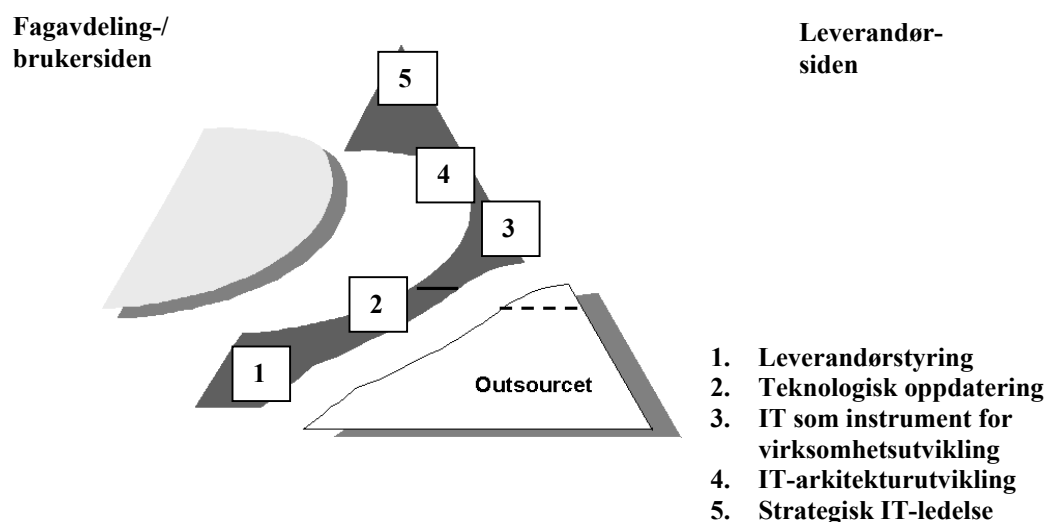 Fagavdeling-/
brukersiden
Leverandør-
siden
5
4
3
2
1
Outsourcet
1. Leverandørstyring
2. Teknologisk oppdatering
3. IT som instrument for
virksomhetsutvikling
4. IT-arkitekturutvikling
5. Strategisk IT-ledelse